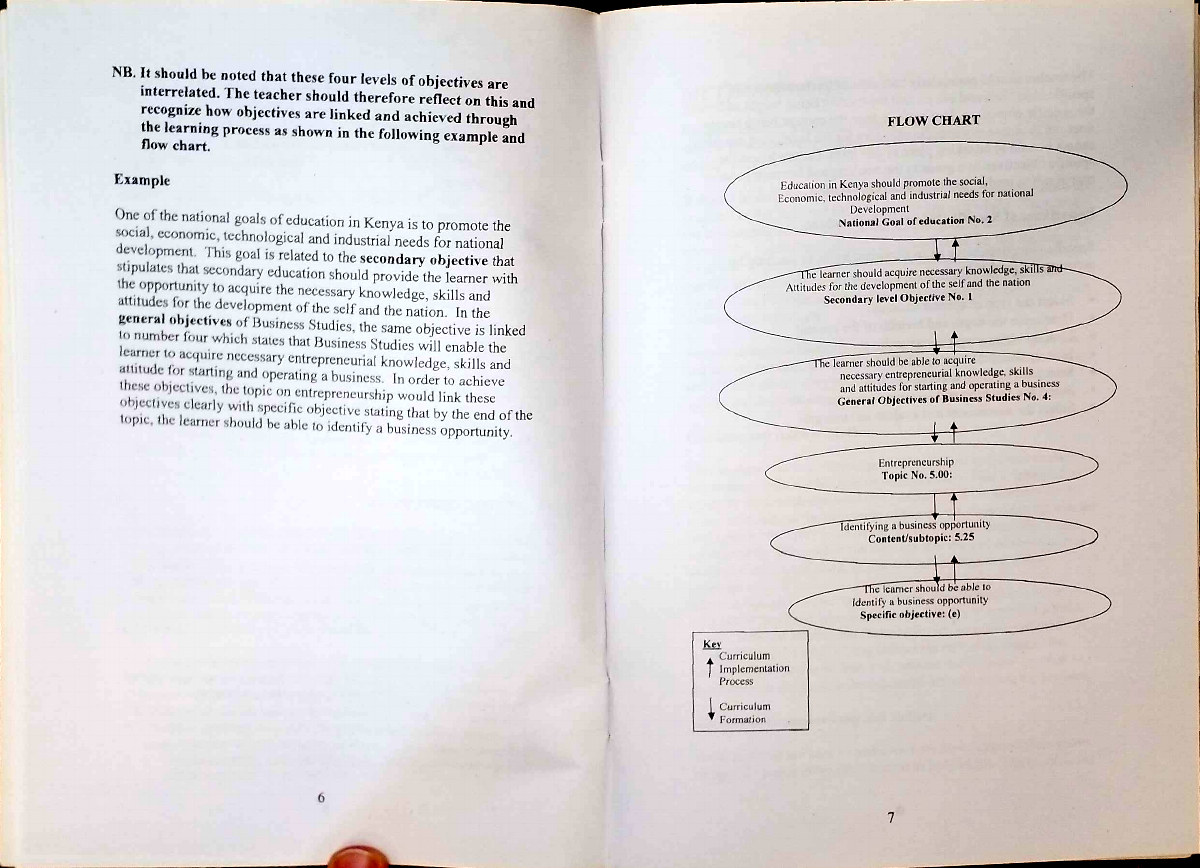 NB. It should be noted that these four levels of objectives are
interrelated. The teacher should therefore reflect on this and
recognize how objectives are linked and achieved through
the learning process as shown in the following example and
flow chart.
Example
One of the national goals of education in Kenya is to promote the
social, economic, technological and industrial needs for national
development. This goal is related to the secondary objective that
stipulates that secondary education should provide the learner with
the opportunity to acquire the necessary knowledge, skills and
attitudes for the development of the self and the nation. In the
general objectives of Business Studies, the same objective is linked
to number four which states that Business Studies will enable the
learner to acquire necessary entrepreneurial knowledge, skills and
attitude for starting and operating a business. In order to achieve
these objectives, the topic on entrepreneurship would link these
objectives clearly with specific objective stating that by the end of the
topic, the learner should be able to identify a business opportunity.
6
FLOW CHART
Education in Kenya should promote the social,
Economic, technological and industrial needs for national
Development
National Goal of education No. 2
The learner should acquire necessary knowledge, skills and
Attitudes for the development of the self and the nation
Secondary level Objective No. 1
The learner should be able to acquire
necessary entrepreneurial knowledge, skills
and attitudes for starting and operating a business
General Objectives of Business Studies No. 4:
Entrepreneurship
Topic No. 5.00:
Identifying a business opportunity
Content/subtopic: 5.25
The learner should be able to
Identify a business opportunity
Specific objective: (e)
Key
Curriculum
Implementation
Process
Curriculum
Formation
7